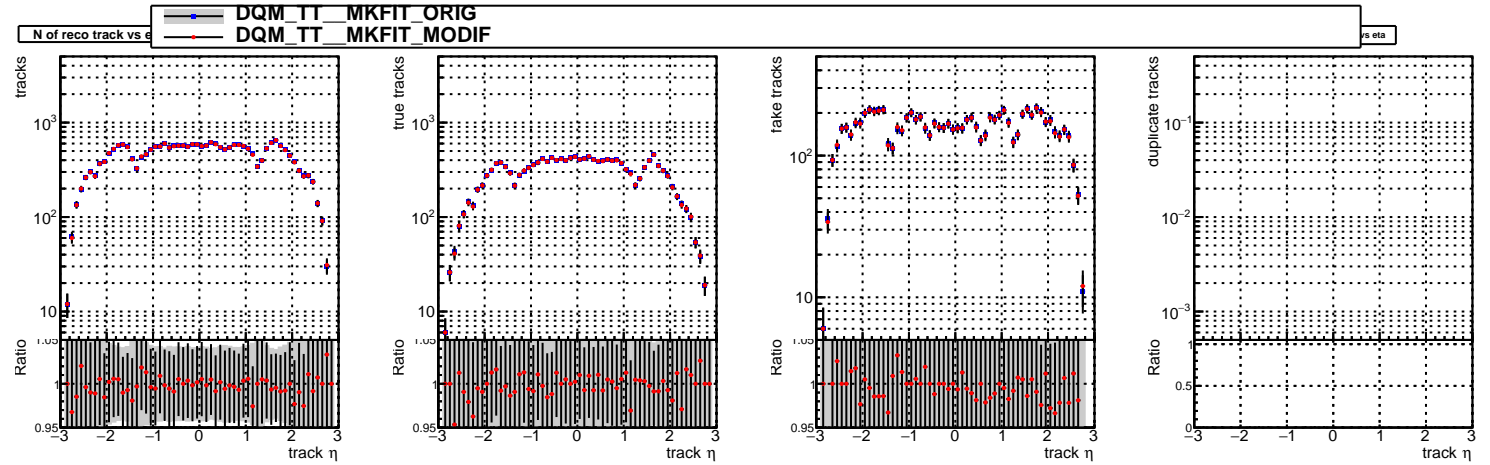 DQM_TT__MKFIT_ORIG
DQM_TT__MKFIT_MODIF
N of reco track vs e
vs eta
tracks
10³
10²
10
Ratio
1.05
1
0.95
−3 −2 −1 0 1 2 3
track η
true tracks
10³
10²
10
Ratio
1.05
1
0.95
−3 −2 −1 0 1 2 3
track η
fake tracks
10²
10
Ratio
1.05
1
0.95
−3 −2 −1 0 1 2 3
track η
duplicate tracks
10⁻¹
10⁻²
10⁻³
Ratio
1
0.5
0
−3 −2 −1 0 1 2 3
track η